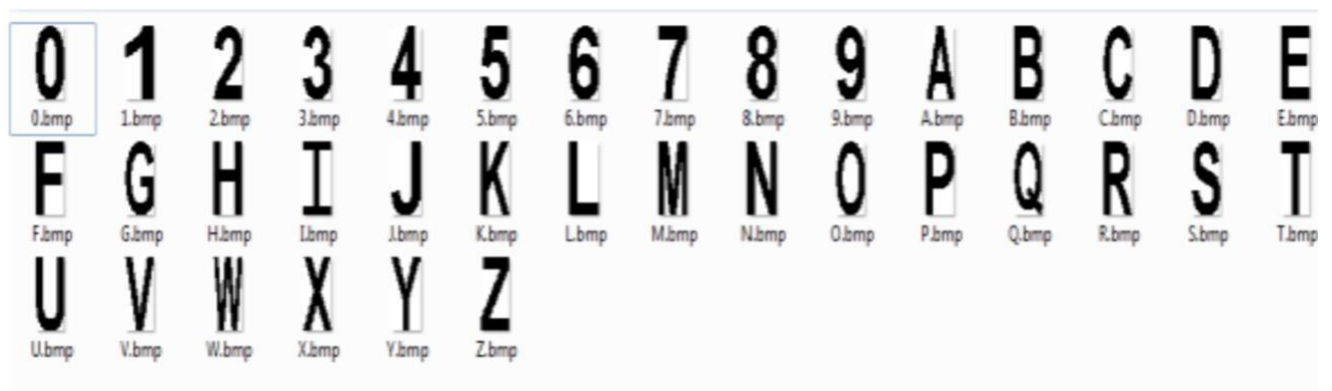 0 1 2 3 4 5 6 7 8 9 A B C D E
0.bmp 1.bmp 2.bmp 3.bmp 4.bmp 5.bmp 6.bmp 7.bmp 8.bmp 9.bmp A.bmp B.bmp C.bmp D.bmp E.bmp
F G H I J K L M N O P Q R S T
F.bmp G.bmp H.bmp I.bmp J.bmp K.bmp L.bmp M.bmp N.bmp O.bmp P.bmp Q.bmp R.bmp S.bmp T.bmp
U V W X Y Z
U.bmp V.bmp W.bmp X.bmp Y.bmp Z.bmp